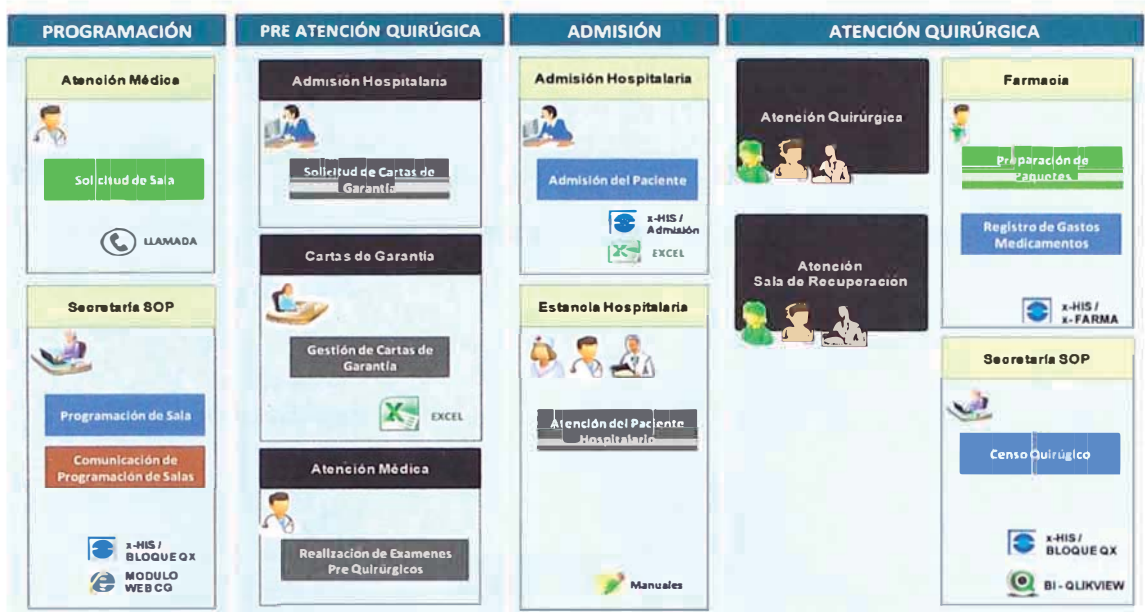 PROGRAMACIÓN
Atención Médica
Solicitud de Sala
LLAMADA
Secretaría SOP
Programación de Sala
Comunicación de
Programación de Salas
x-HIS /
BLOQUE QX
MODULO
WEB CQ
PRE ATENCIÓN QUIRÚGICA
Admisión Hospitalaria
Solicitud de Cartas de
Garantía
Cartas de Garantía
Gestión de Cartas de
Garantía
EXCEL
Atención Médica
Realizacion de Examenes
Pre Quirúrgicos
ADMISIÓN
Admisión Hospitalaria
Admisión del Paciente
x-HIS /
Admisión
EXCEL
Estancia Hospitalaria
Atención del Paciente
Hospitalario
Manuales
ATENCIÓN QUIRÚRGICA
Atención Quirúrgica
Atención
Sala de Recuperación
Farmacia
Preparación de
Paquetes
Registro de Gastos
Medicamentos
x-HIS /
x-FARMA
Secretaría SOP
Censo Quirúgico
x-HIS /
BLOQUE QX
BI - QLIKVIEW